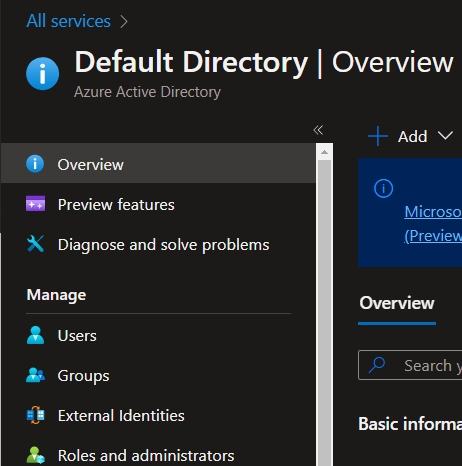 All services >
Default Directory | Overview
Azure Active Directory
«
Add
Overview
Preview features
Diagnose and solve problems
Manage
Users
Groups
External Identities
Roles and administrators
Microso
(Preview
Overview
Search y
Basic informa